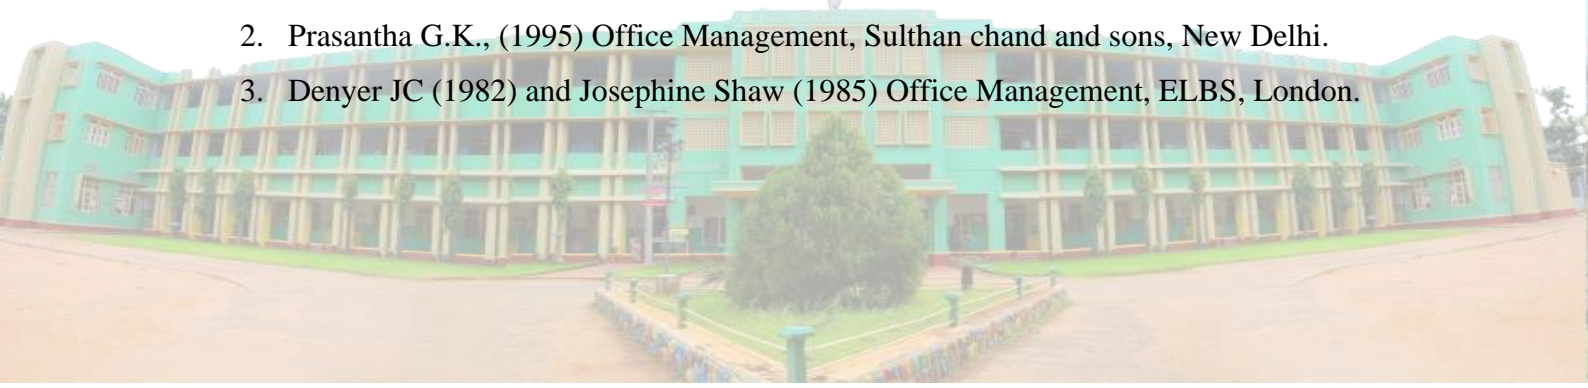 2. Prasantha G.K., (1995) Office Management, Sulthan chand and sons, New Delhi.
3. Denyer JC (1982) and Josephine Shaw (1985) Office Management, ELBS, London.